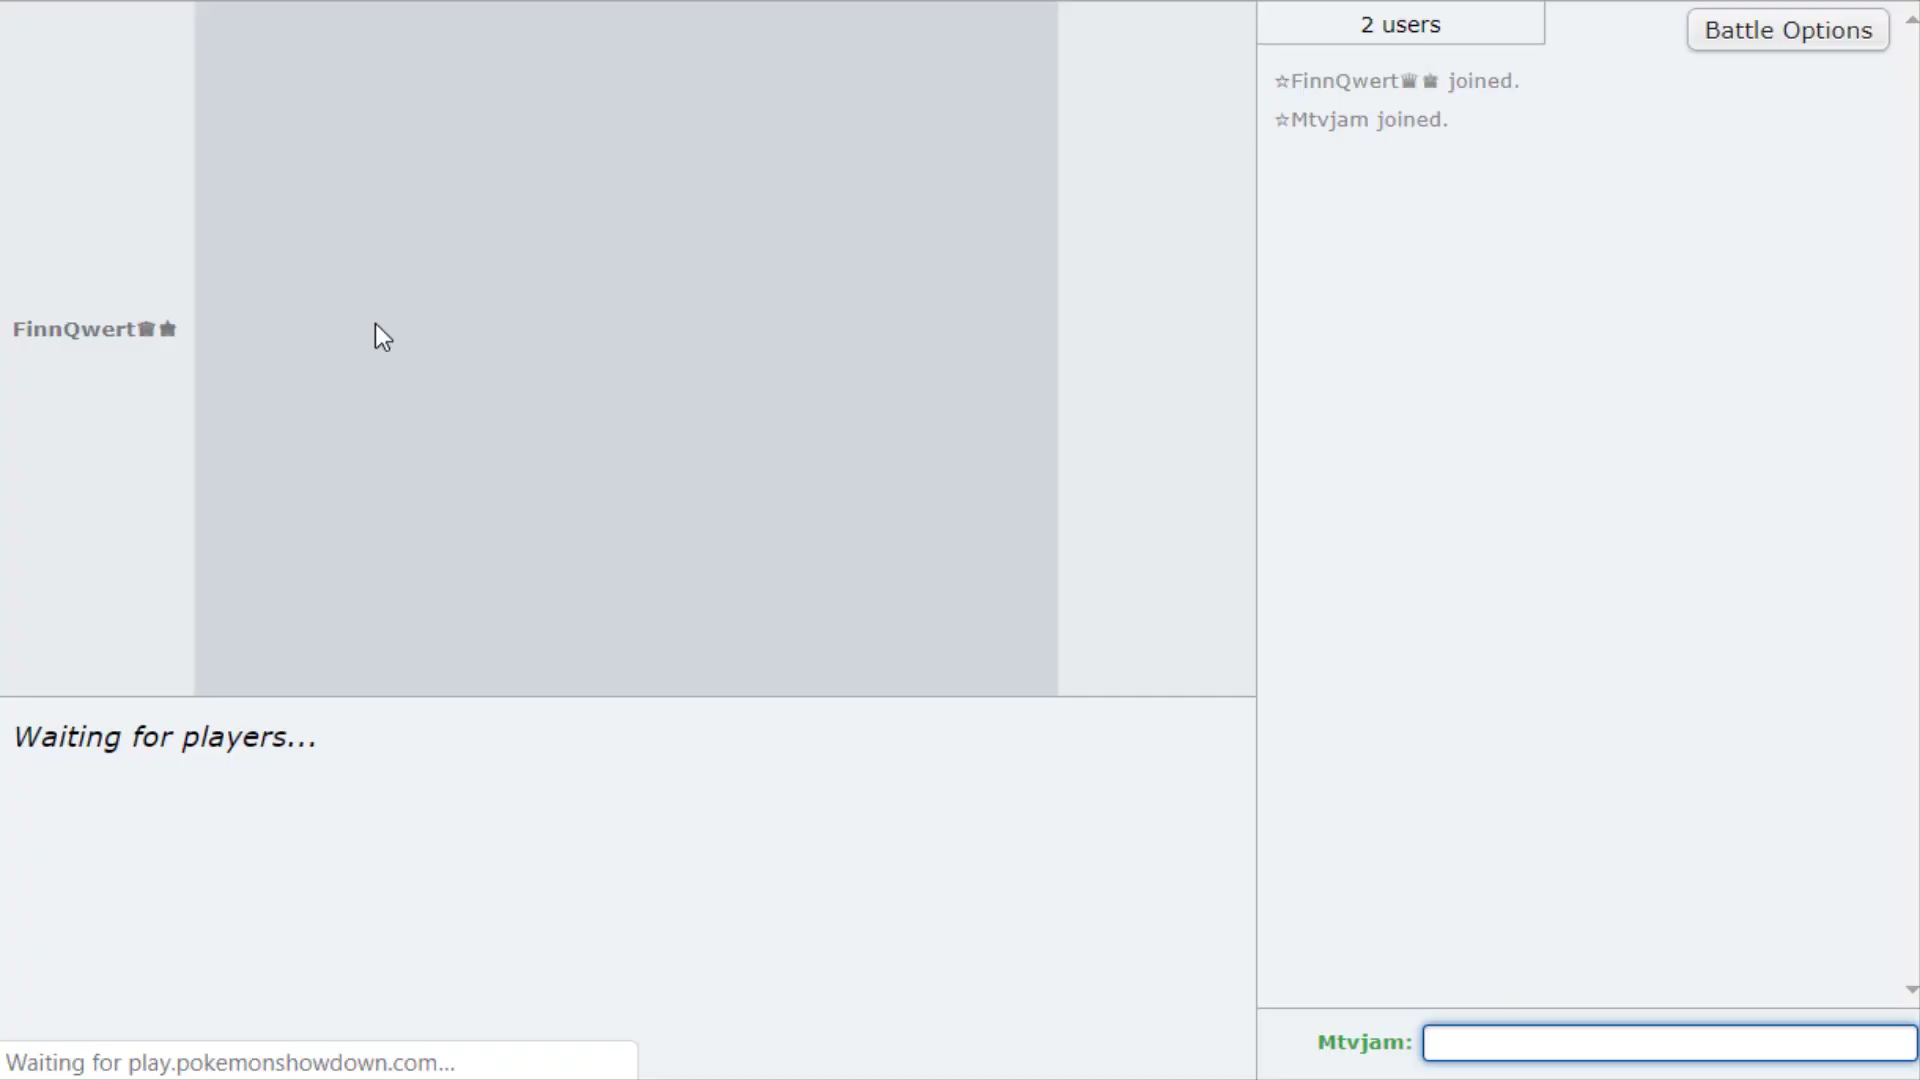 2 users
Battle Options
☆FinnQwert♛♚ joined.
☆Mtvjam joined.
FinnQwert♛♚
Waiting for players...
Mtvjam:
Waiting for play.pokemonshowdown.com...